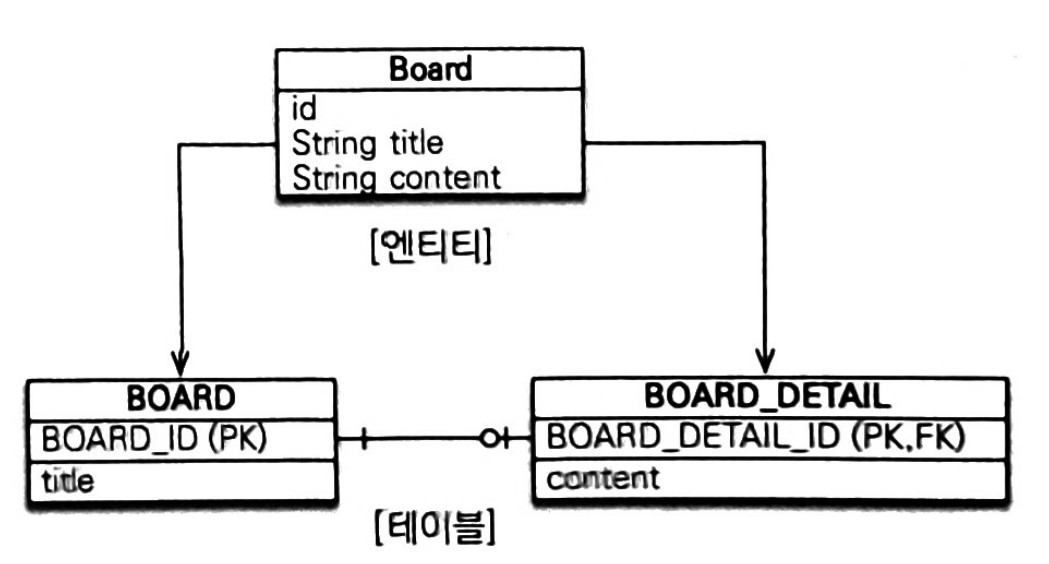 Board
id
String title
String content
[엔티티]
BOARD
BOARD_ID (PK)
title
BOARD_DETAIL
BOARD_DETAIL_ID (PK,FK)
content
[테이블]